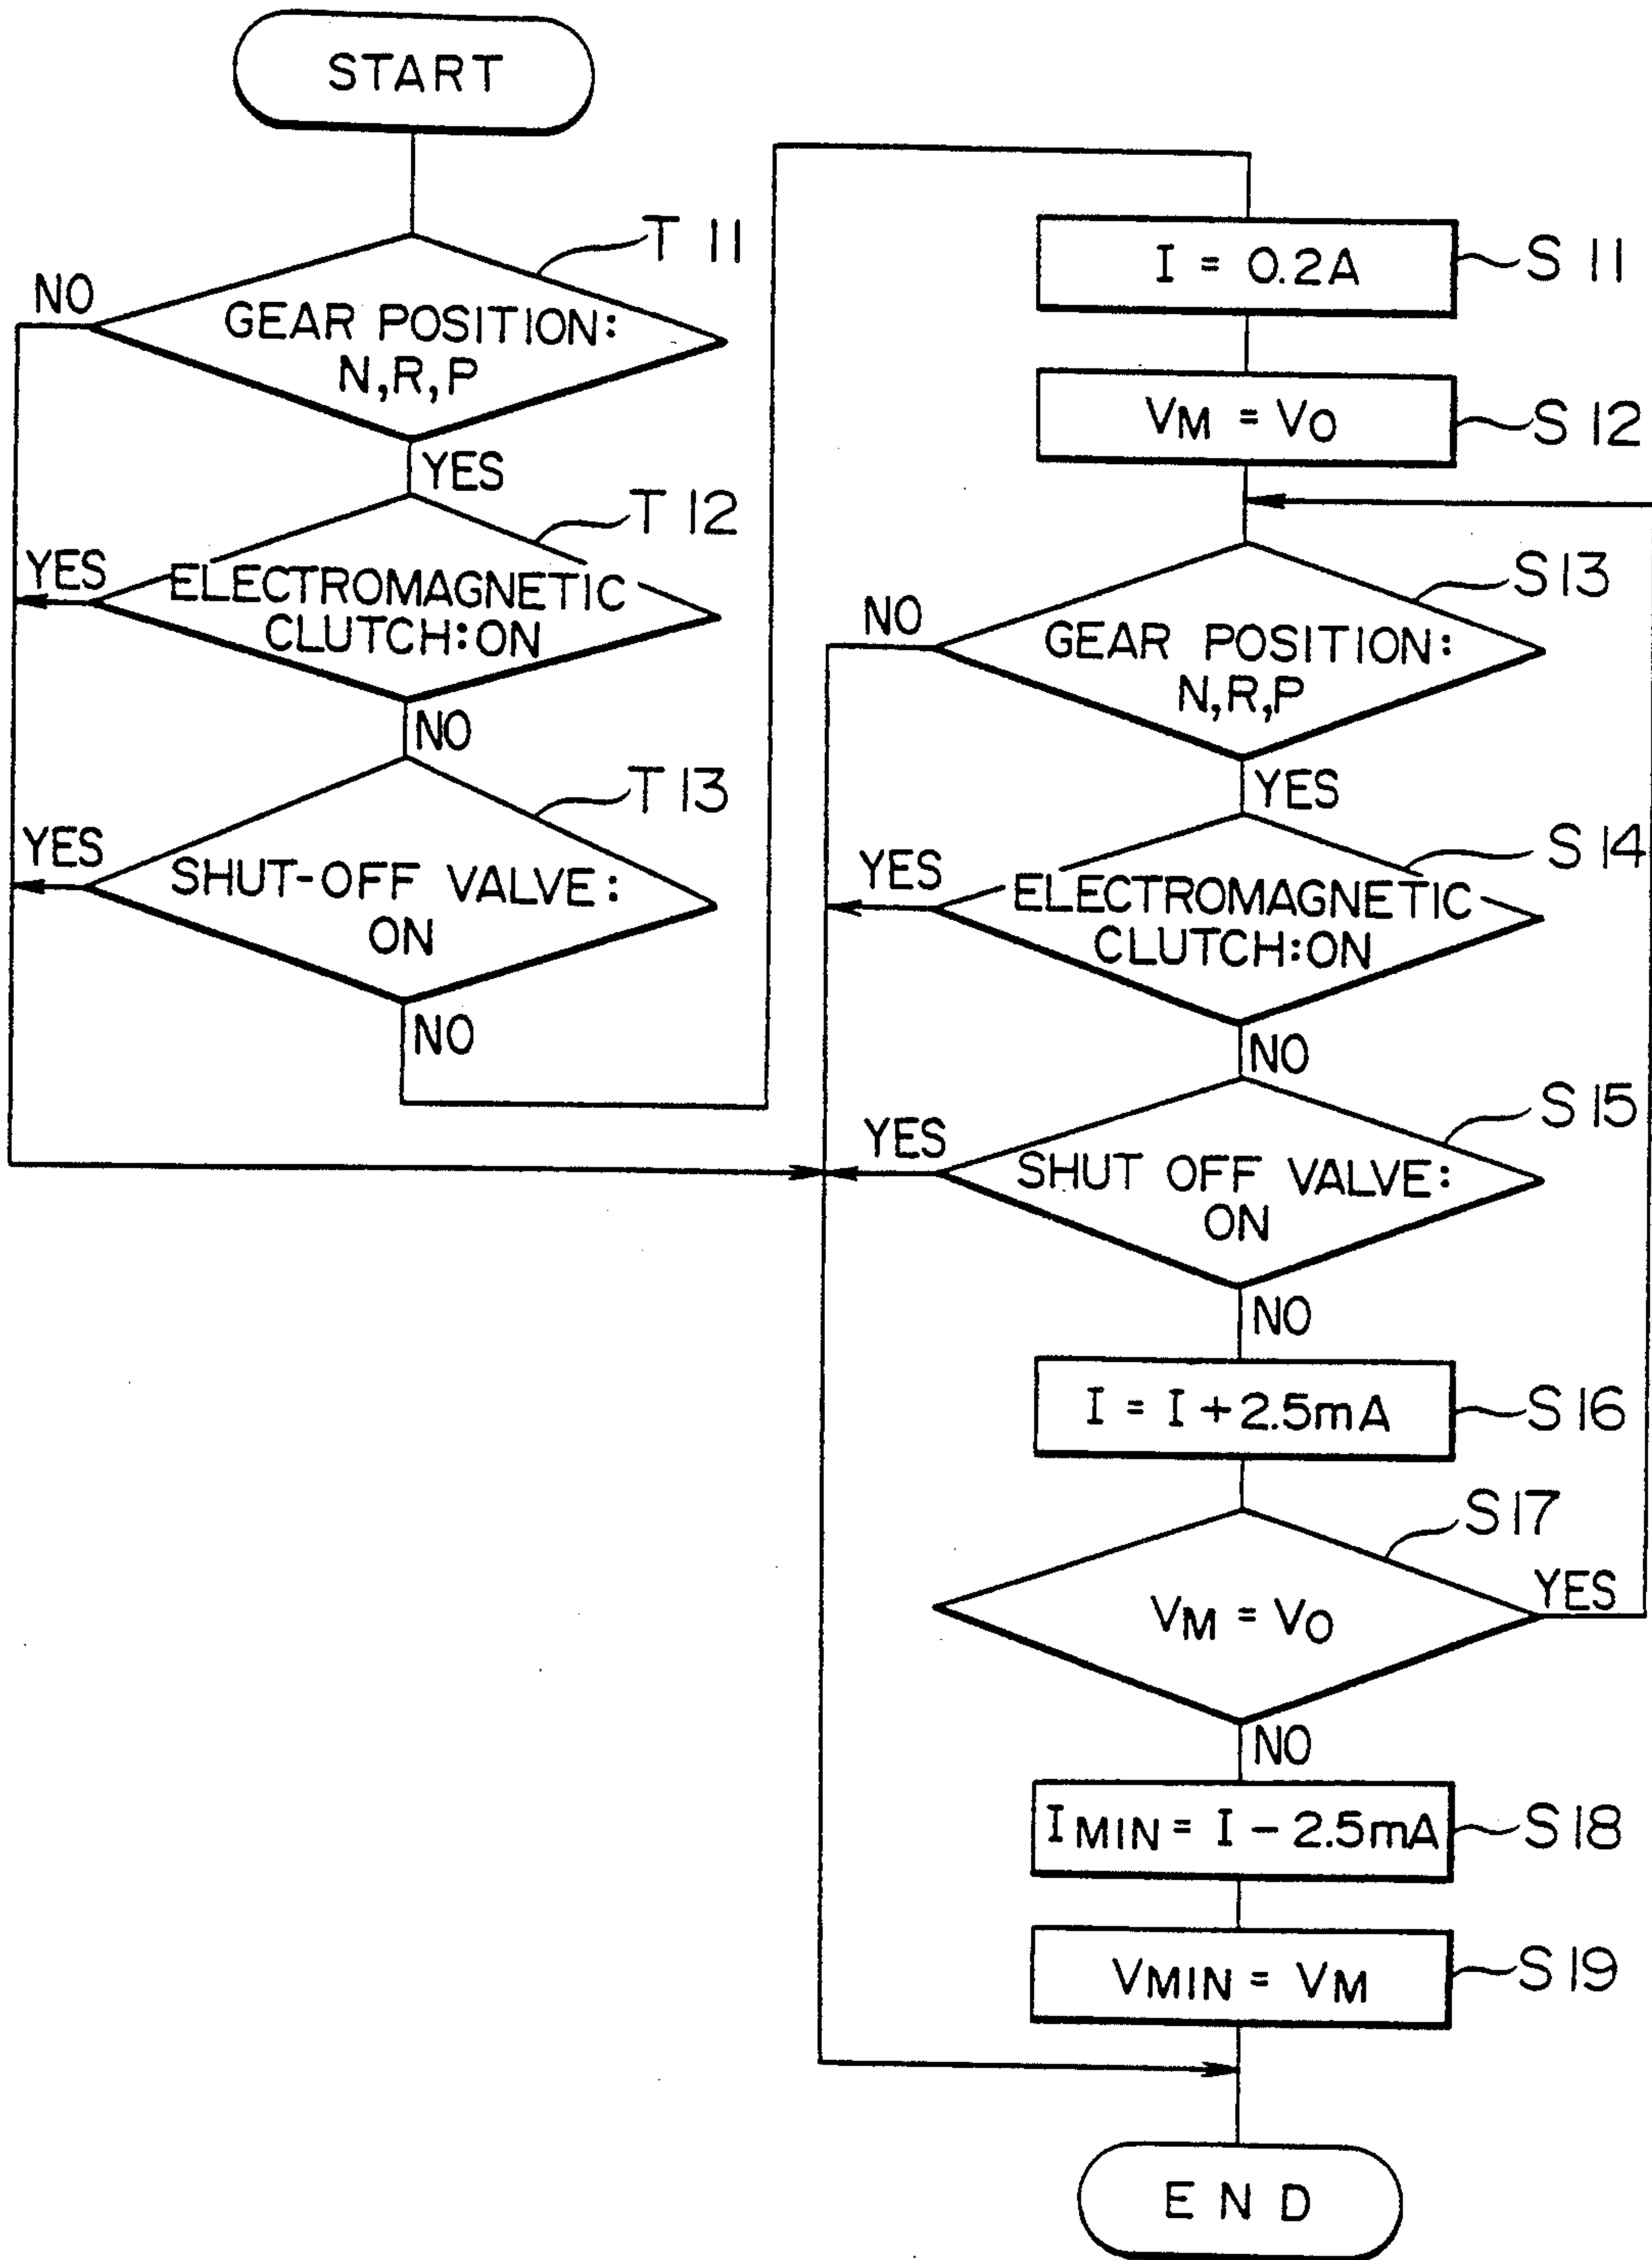 START
T 11
NO
GEAR POSITION:
N,R,P
YES
T 12
YES
ELECTROMAGNETIC
CLUTCH:ON
NO
T 13
YES
SHUT-OFF VALVE:
ON
NO
I = 0.2A
S 11
VM = VO
S 12
S 13
NO
GEAR POSITION:
N,R,P
YES
S 14
YES
ELECTROMAGNETIC
CLUTCH:ON
NO
S 15
YES
SHUT OFF VALVE:
ON
NO
I = I + 2.5mA
S 16
S 17
VM = VO
YES
NO
IMIN = I - 2.5mA
S 18
VMIN = VM
S 19
END